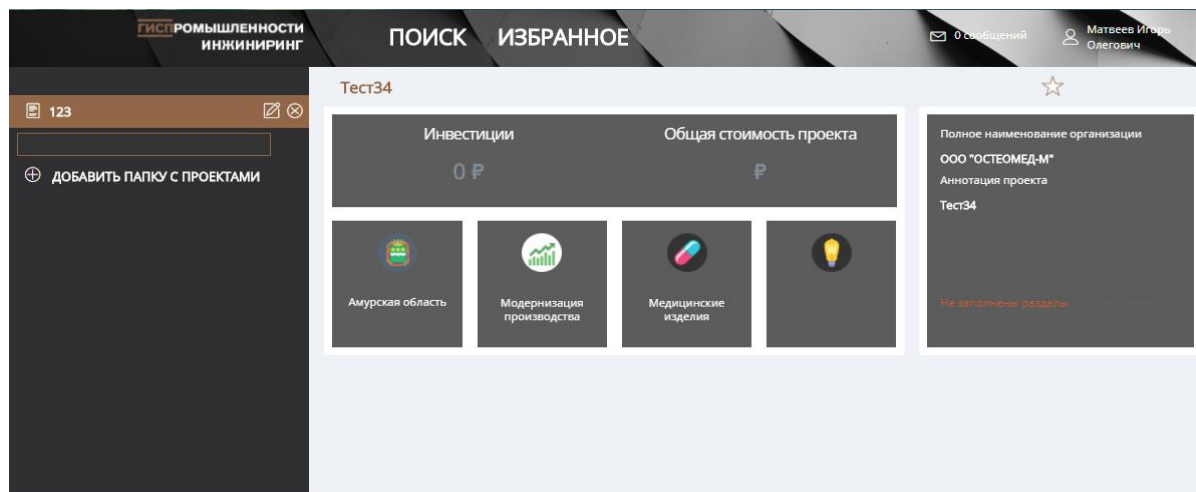 ГИСПРОМЫШЛЕННОСТИ
ИНЖИНИРИНГ
ПОИСК ИЗБРАННОЕ
0 сообщений
Матвеев Игорь
Олегович
123
ДОБАВИТЬ ПАПКУ С ПРОЕКТАМИ
Тест34
Инвестиции
0 ₽
Общая стоимость проекта
₽
Амурская область
Модернизация
производства
Медицинские
изделия
Полное наименование организации
ООО "ОСТЕОМЕД-М"
Аннотация проекта
Тест34
Не заполнены разделы